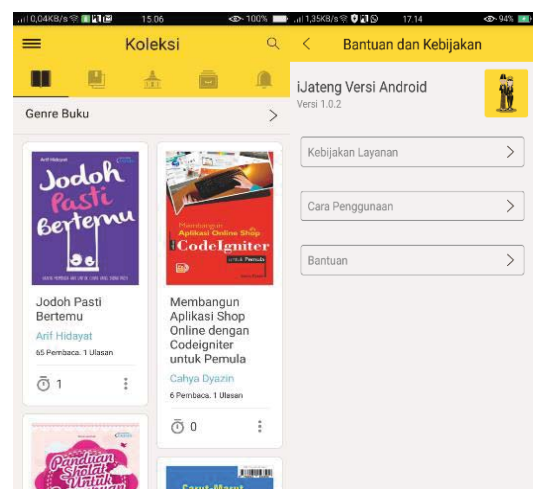 0,04KB/s 15.06 100%
Koleksi
Genre Buku
Arif Hidayat
Jodoh
Pasti
Bertemu
Jodoh Pasti
Bertemu
Arif Hidayat
65 Pembaca. 1 Ulasan
1
Membangun
Aplikasi Online Shop
CodeIgniter
untuk Pemula
Membangun
Aplikasi Shop
Online dengan
Codeigniter
untuk Pemula
Cahya Dyazin
6 Pembaca. 1 Ulasan
0
Panduan
Sholat
Untuk
Carut-Marut
1,35KB/s 17.14 94%
Bantuan dan Kebijakan
iJateng Versi Android
Versi 1.0.2
Kebijakan Layanan
Cara Penggunaan
Bantuan